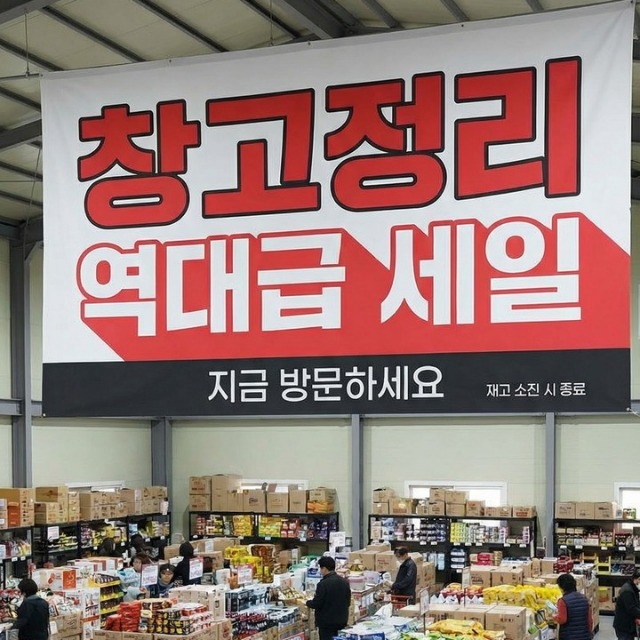 창고정리
역대급 세일
지금 방문하세요
재고 소진 시 종료